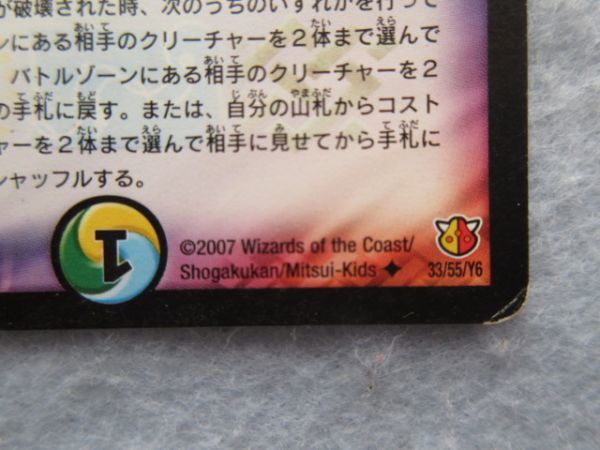 が破壊された時、次のうちのいずれかを行って
ンにある相手のクリーチャーを2体まで選んで
、バトルゾーンにある相手のクリーチャーを2
の手札に戻す。または、自分の山札からコスト
ャーを2体まで選んで相手に見せてから手札に
シャッフルする。
1
©2007 Wizards of the Coast/
Shogakukan/Mitsui-Kids
33/55/Y6